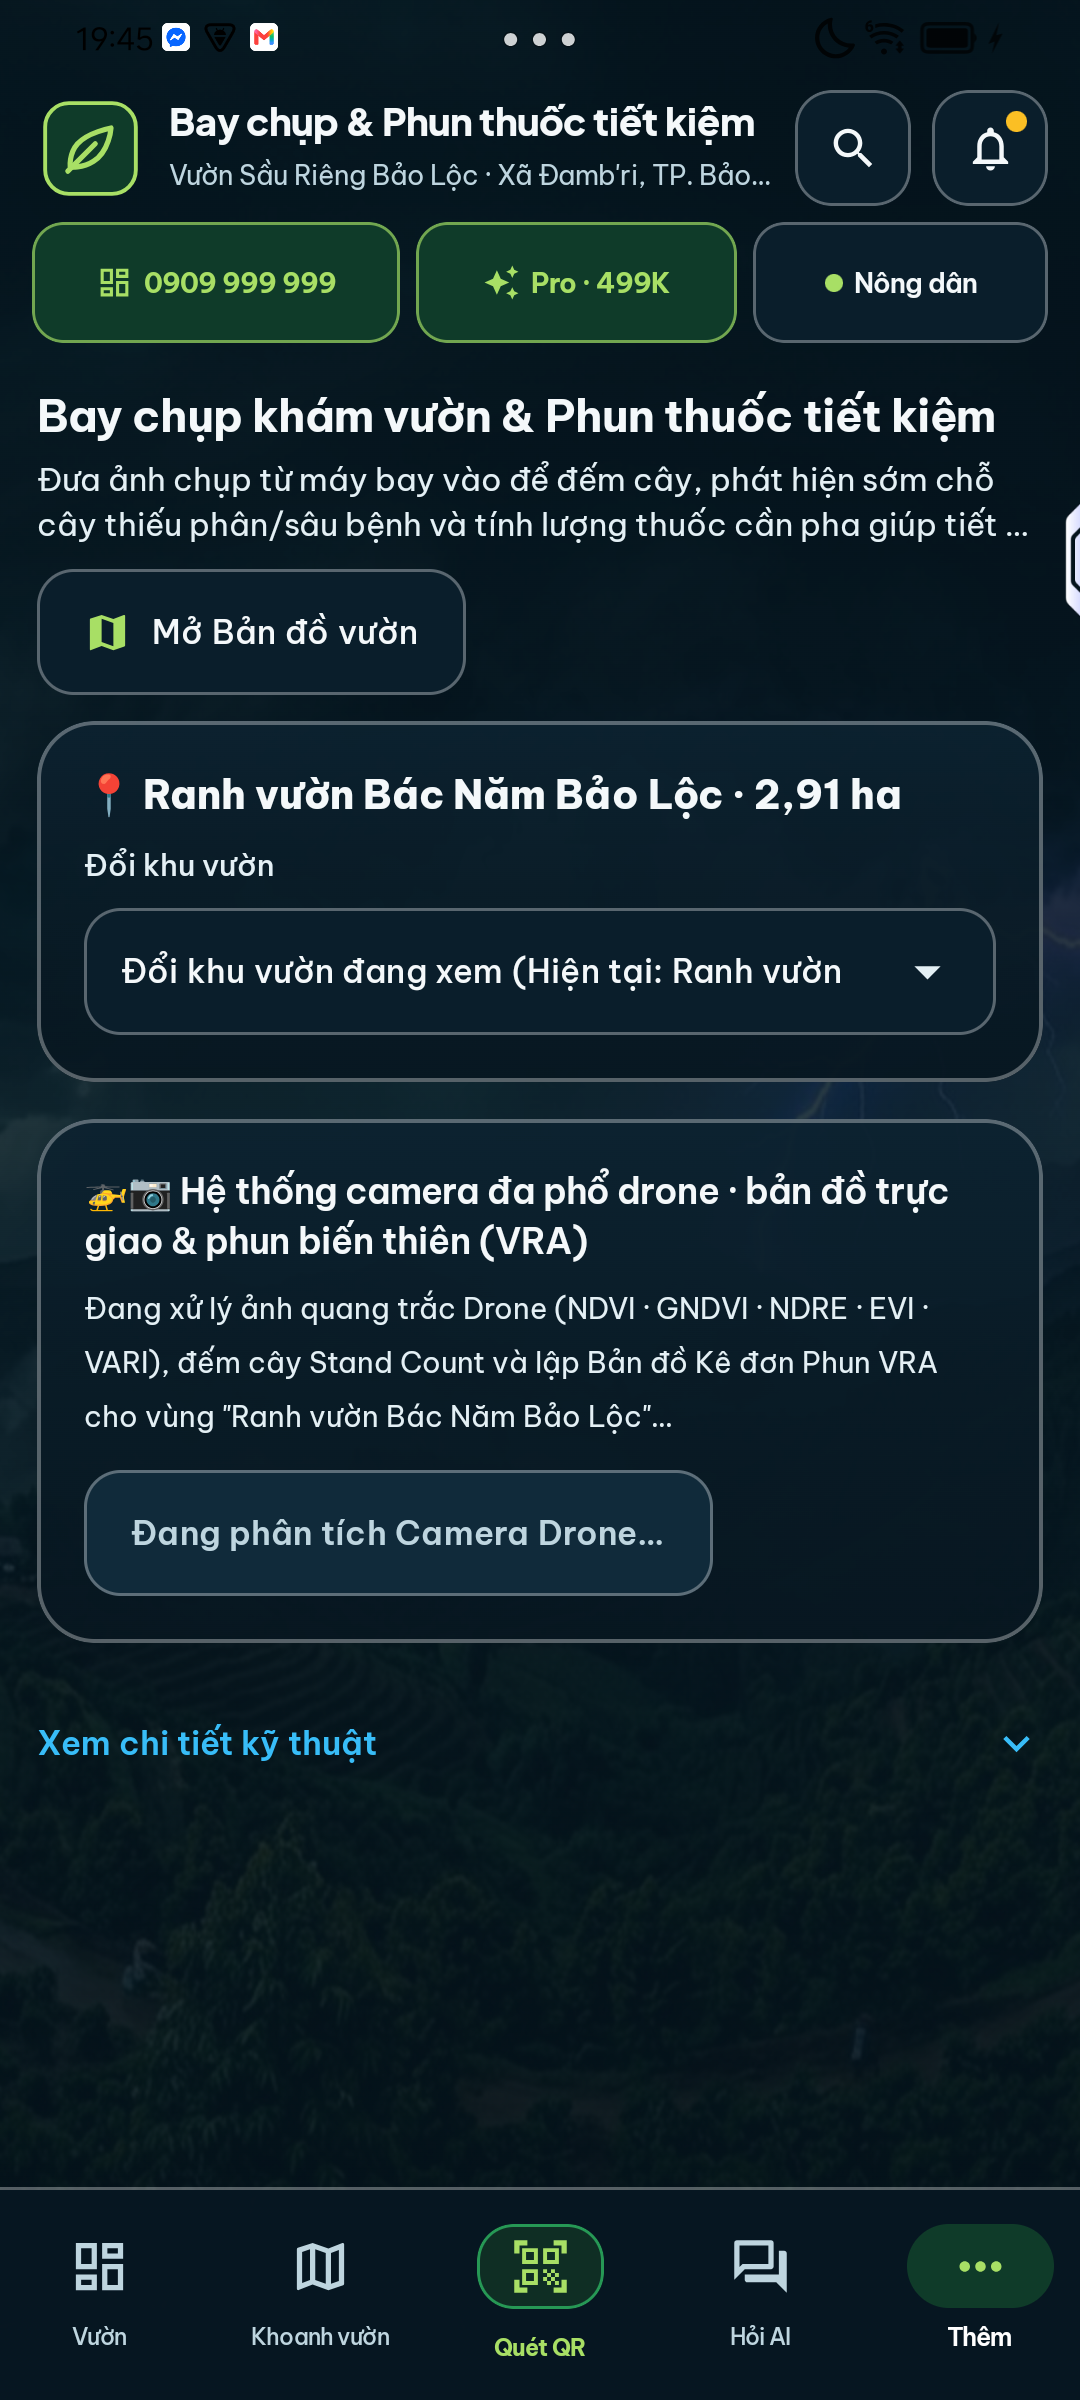 19:45
Bay chụp & Phun thuốc tiết kiệm
Vườn Sầu Riêng Bảo Lộc · Xã Đamb'ri, TP. Bảo...
0909 999 999
Pro · 499K
Nông dân
Bay chụp khám vườn & Phun thuốc tiết kiệm
Đưa ảnh chụp từ máy bay vào để đếm cây, phát hiện sớm chỗ
cây thiếu phân/sâu bệnh và tính lượng thuốc cần pha giúp tiết ...
Mở Bản đồ vườn
Ranh vườn Bác Năm Bảo Lộc · 2,91 ha
Đổi khu vườn
Đổi khu vườn đang xem (Hiện tại: Ranh vườn
Hệ thống camera đa phổ drone · bản đồ trực
giao & phun biến thiên (VRA)
Đang xử lý ảnh quang trắc Drone (NDVI · GNDVI · NDRE · EVI ·
VARI), đếm cây Stand Count và lập Bản đồ Kê đơn Phun VRA
cho vùng "Ranh vườn Bác Năm Bảo Lộc"...
Đang phân tích Camera Drone...
Xem chi tiết kỹ thuật
Vườn
Khoanh vườn
Quét QR
Hỏi AI
Thêm